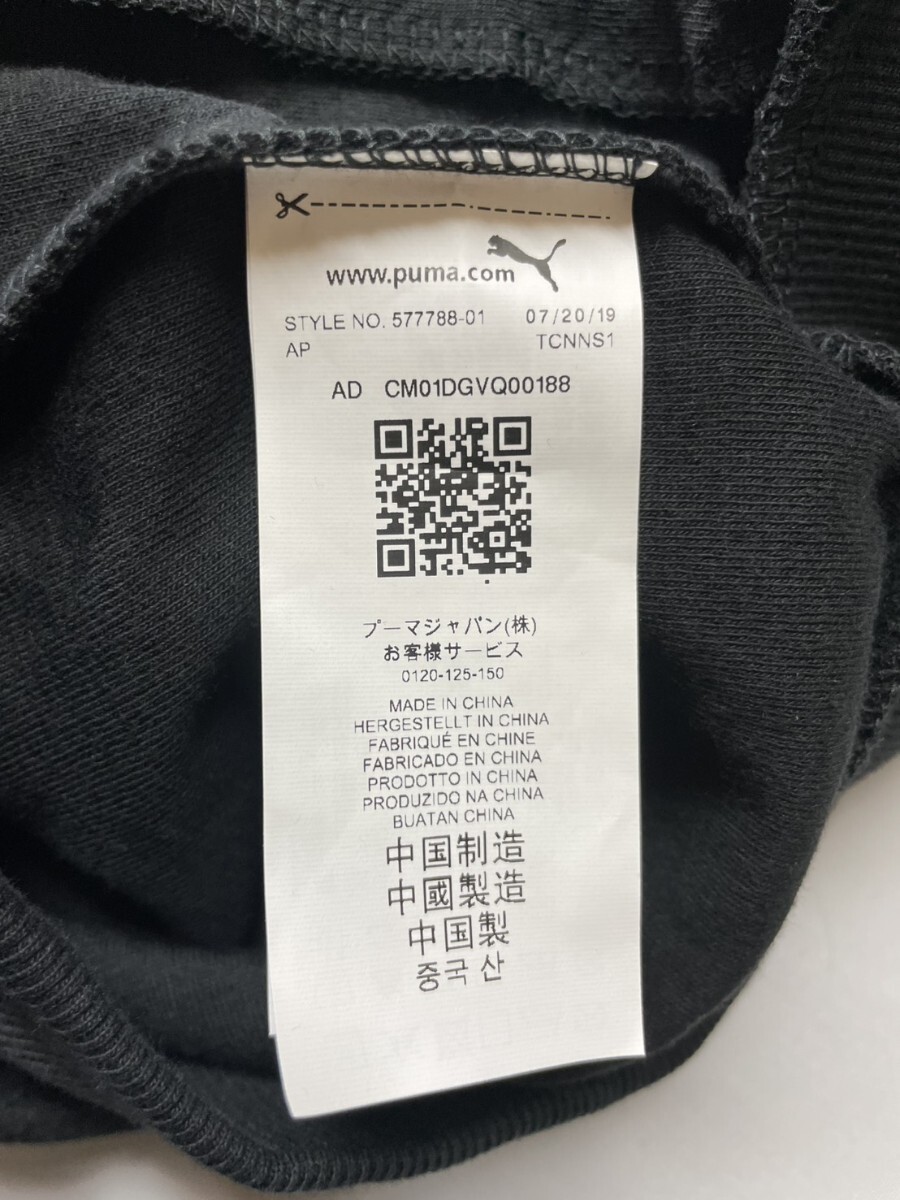 www.puma.com
STYLE NO. 577788-01 07/20/19
AP TCNNS1
AD CM01DGVQ00188
プーマジャパン(株)
お客様サービス
0120-125-150
MADE IN CHINA
HERGESTELLT IN CHINA
FABRIQUÉ EN CHINE
FABRICADO EN CHINA
PRODOTTO IN CHINA
PRODUZIDO NA CHINA
BUATAN CHINA
中国制造
中國製造
中国製
중국 산